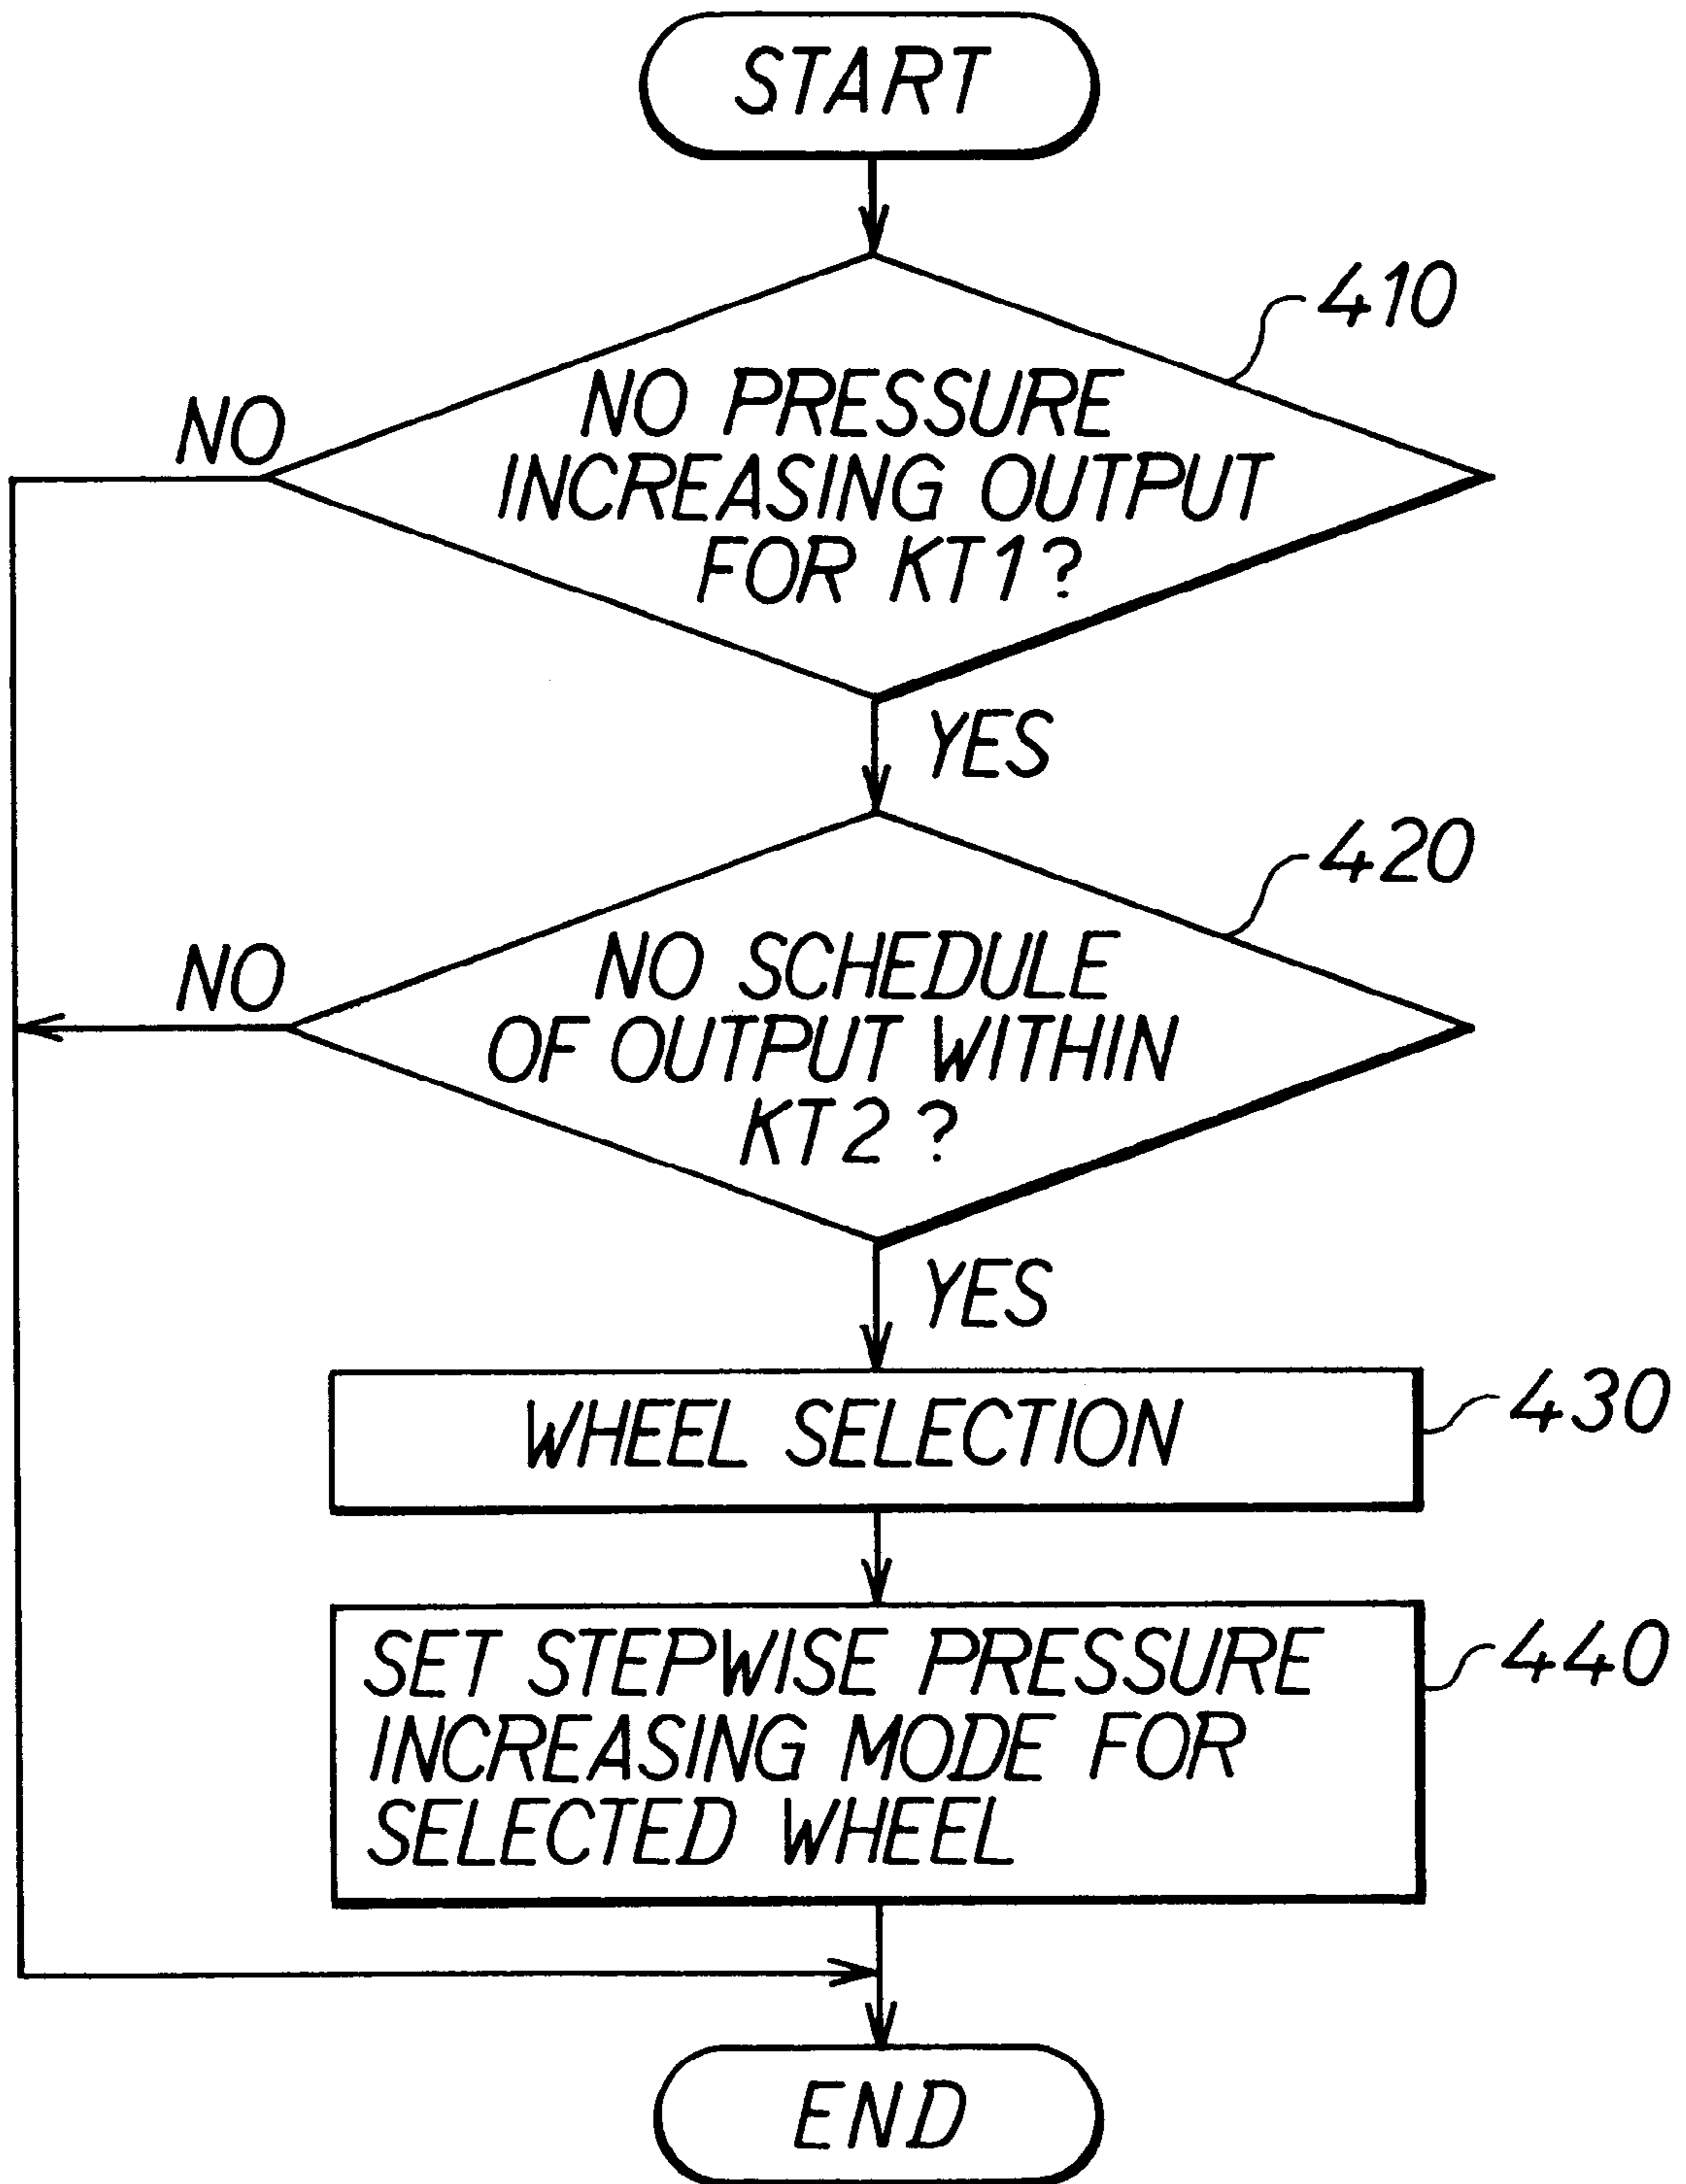 START
410
NO PRESSURE
INCREASING OUTPUT
FOR KT1?
NO
YES
420
NO SCHEDULE
OF OUTPUT WITHIN
KT2?
NO
YES
WHEEL SELECTION
430
SET STEPWISE PRESSURE
INCREASING MODE FOR
SELECTED WHEEL
440
END